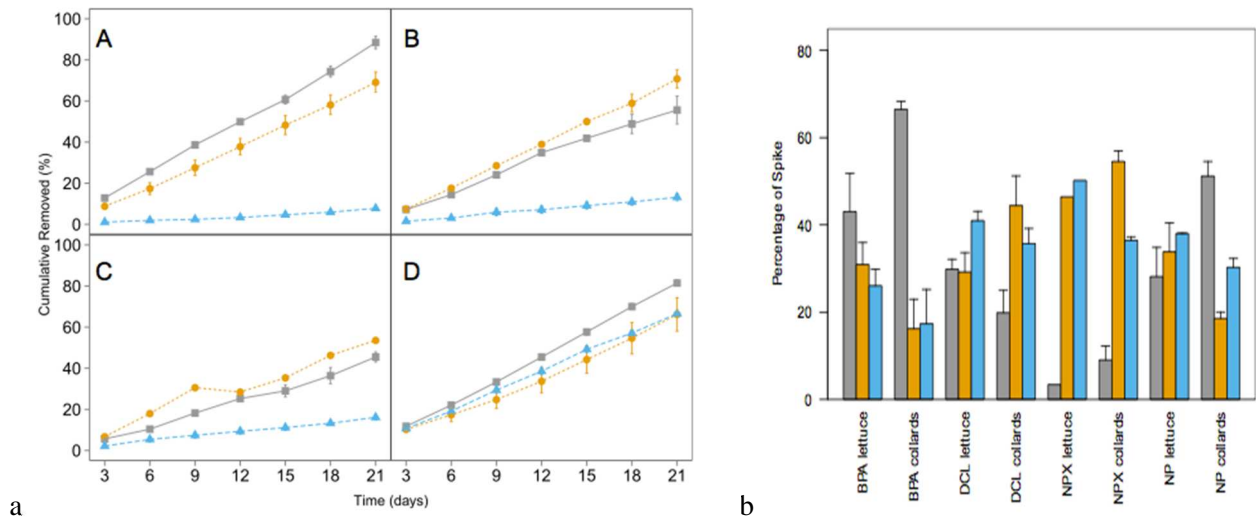 A
B
100
80
60
40
20
0
C
D
100
80
60
40
20
0
3 6 9 12 15 18 21 3 6 9 12 15 18 21
Cumulative Removed (%)
Time (days)
a
80
60
40
20
0
Percentage of Spike
BPA lettuce
BPA collards
DCL lettuce
DCL collards
NPX lettuce
NPX collards
NP lettuce
NP collards
b